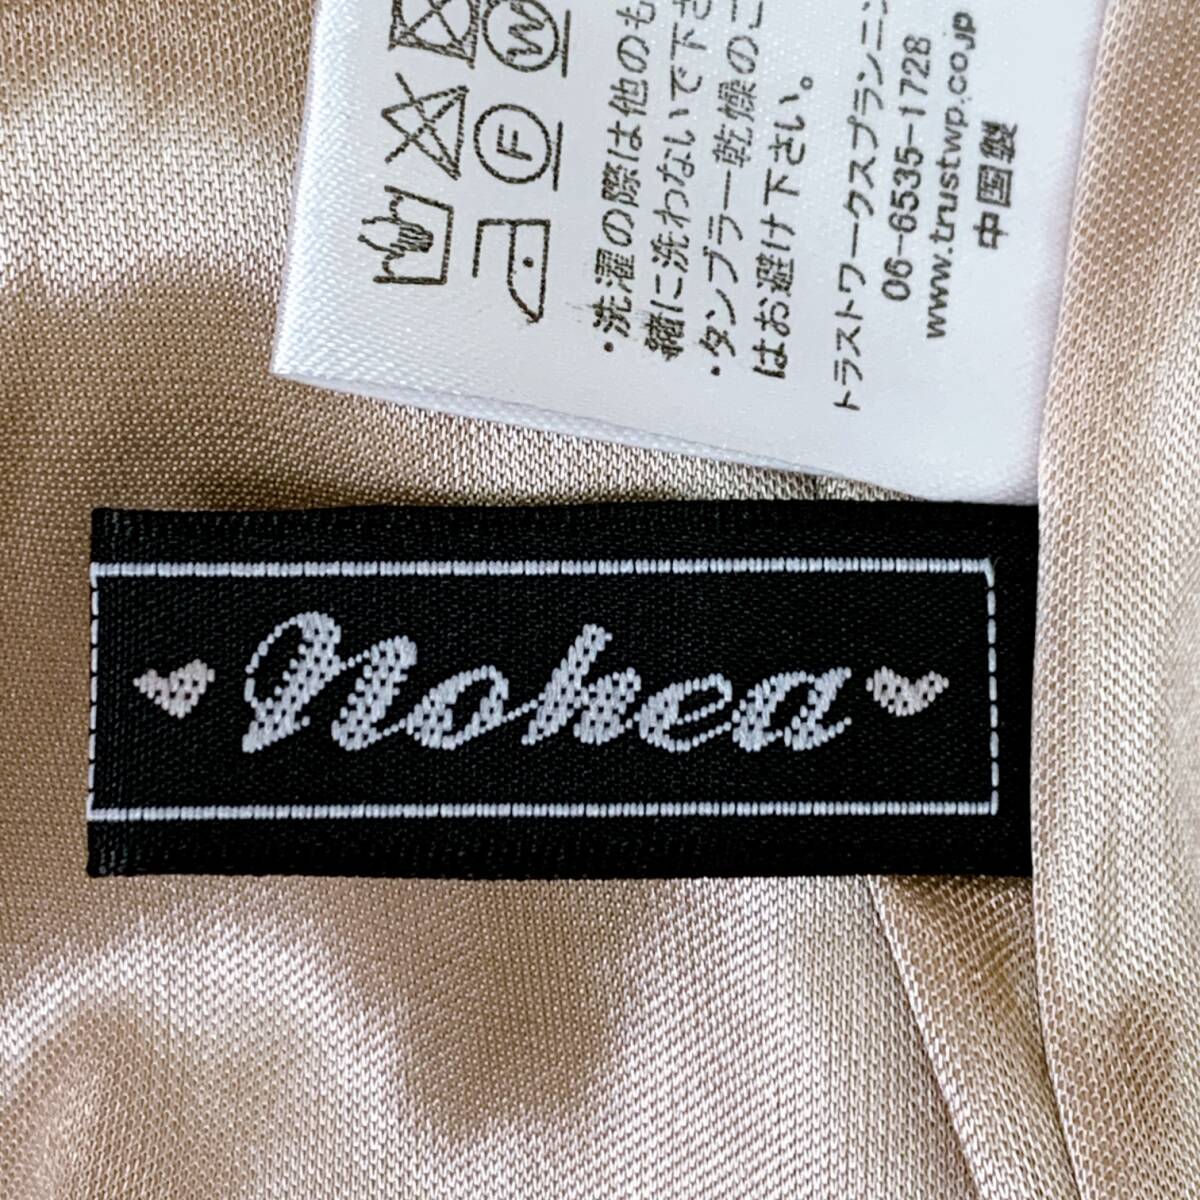 ・洗濯の際は他のも
緒に洗わないで下さ
・タンブラー乾燥のご
はお避け下さい。
トラストワークスプランニン
06-6535-1728
www.trustwp.co.jp
中国製
W
F
nohea